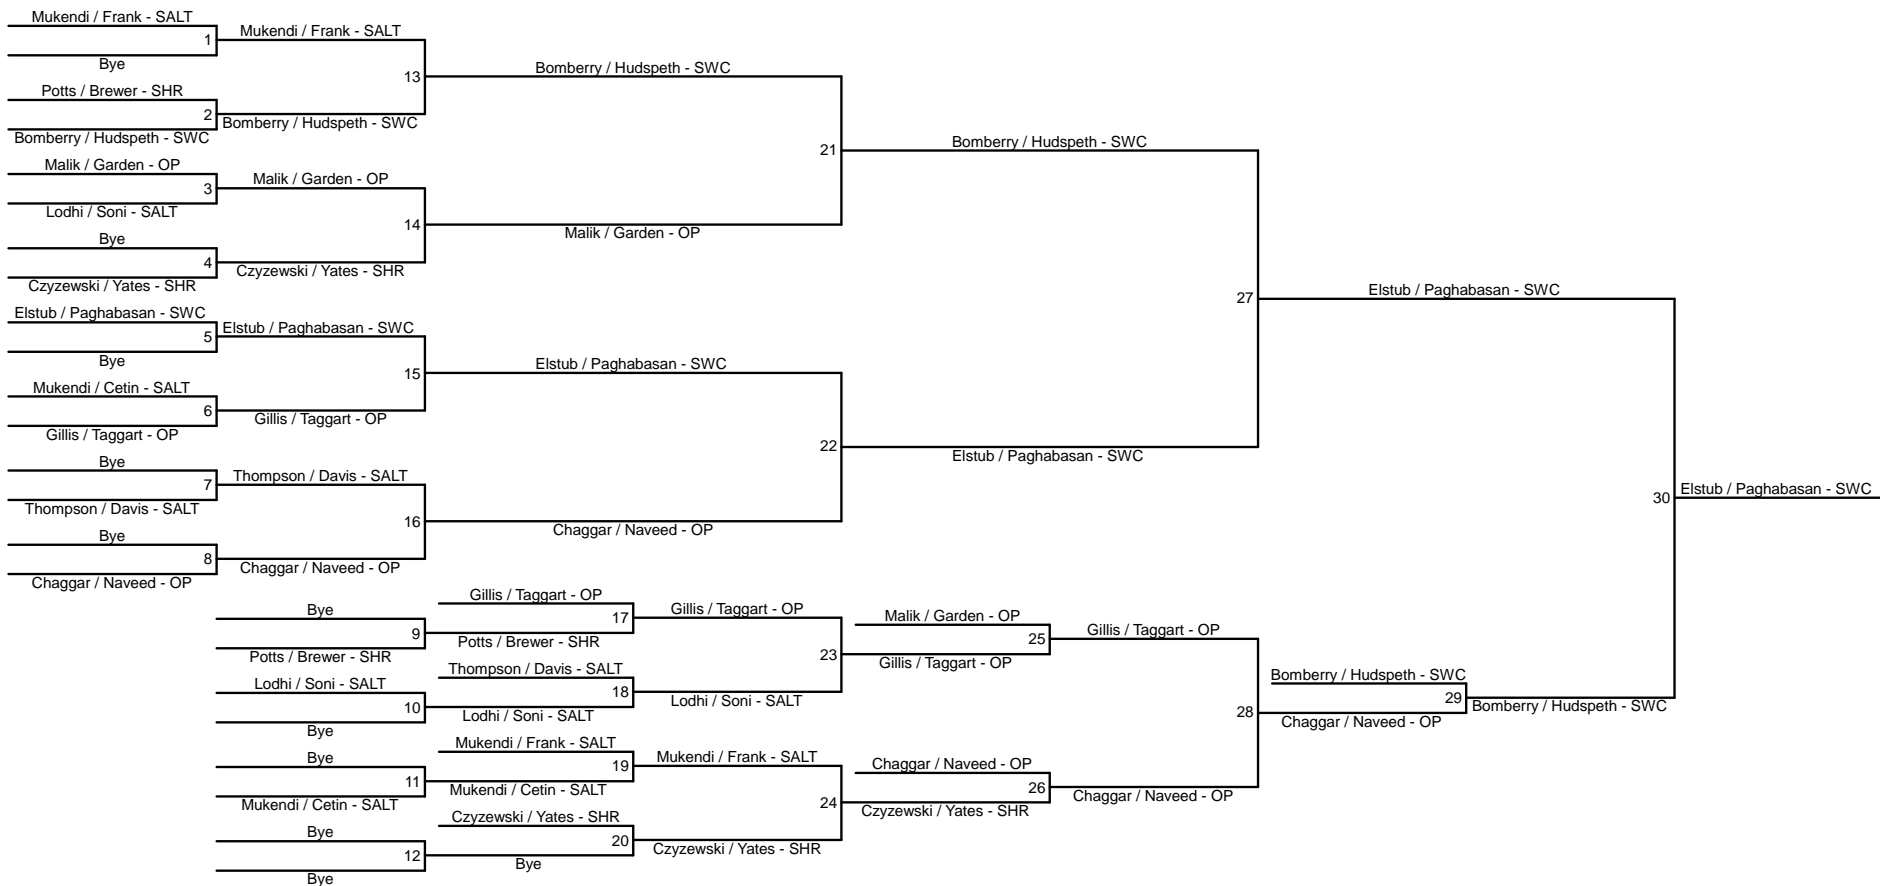 Mukendi / Frank - SALT
1
Bye
Mukendi / Frank - SALT
13
Potts / Brewer - SHR
2
Bomberry / Hudspeth - SWC
Bomberry / Hudspeth - SWC
Bomberry / Hudspeth - SWC
21
Malik / Garden - OP
3
Lodhi / Soni - SALT
Malik / Garden - OP
14
Bye
4
Czyzewski / Yates - SHR
Czyzewski / Yates - SHR
Malik / Garden - OP
Bomberry / Hudspeth - SWC
27
Elstub / Paghabasan - SWC
5
Bye
Elstub / Paghabasan - SWC
15
Mukendi / Cetin - SALT
6
Gillis / Taggart - OP
Gillis / Taggart - OP
Elstub / Paghabasan - SWC
22
Bye
7
Thompson / Davis - SALT
Thompson / Davis - SALT
16
Bye
8
Chaggar / Naveed - OP
Chaggar / Naveed - OP
Chaggar / Naveed - OP
Elstub / Paghabasan - SWC
Elstub / Paghabasan - SWC
30
Elstub / Paghabasan - SWC
Bye
9
Potts / Brewer - SHR
Gillis / Taggart - OP
17
Potts / Brewer - SHR
Gillis / Taggart - OP
23
Lodhi / Soni - SALT
10
Bye
Thompson / Davis - SALT
18
Lodhi / Soni - SALT
Lodhi / Soni - SALT
Malik / Garden - OP
25
Gillis / Taggart - OP
Gillis / Taggart - OP
28
Bye
11
Mukendi / Cetin - SALT
Mukendi / Frank - SALT
19
Mukendi / Cetin - SALT
Mukendi / Frank - SALT
24
Bye
12
Bye
Czyzewski / Yates - SHR
20
Bye
Czyzewski / Yates - SHR
Chaggar / Naveed - OP
26
Czyzewski / Yates - SHR
Chaggar / Naveed - OP
Bomberry / Hudspeth - SWC
29
Chaggar / Naveed - OP
Bomberry / Hudspeth - SWC